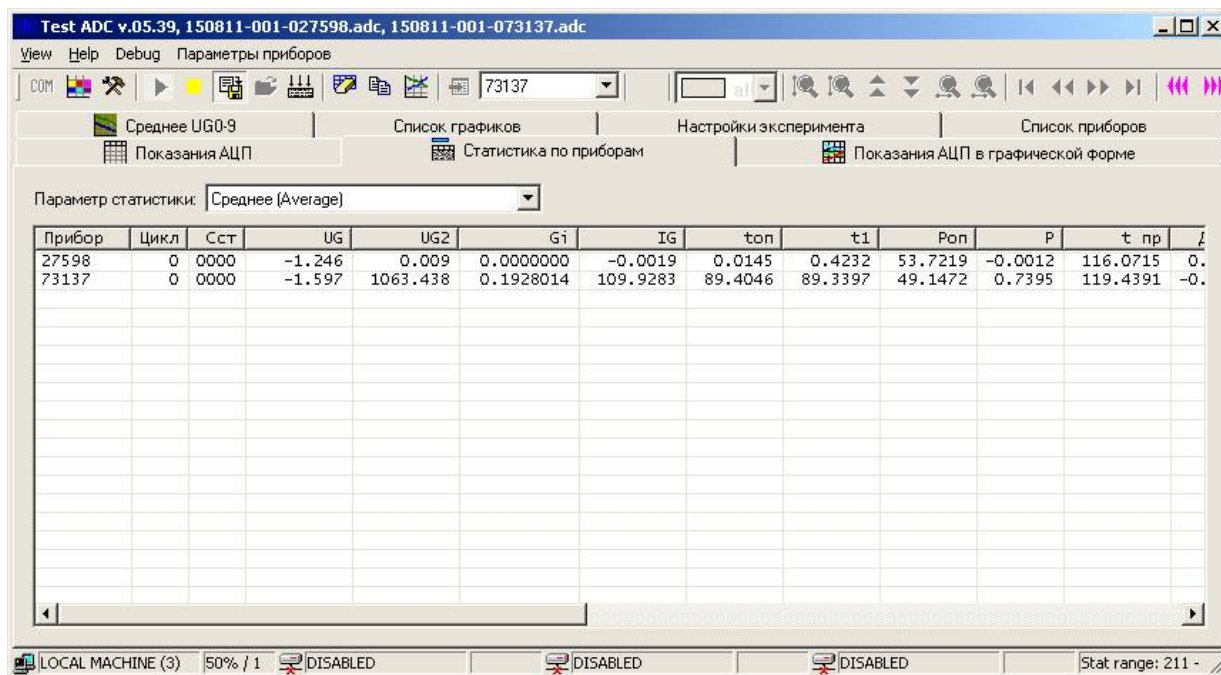 Test ADC v.05.39, 150811-001-027598.adc, 150811-001-073137.adc
View Help Debug Параметры приборов
COM 73137 all
Среднее UG0-9 Список графиков Настройки эксперимента Список приборов
Показания АЦП Статистика по приборам Показания АЦП в графической форме
Параметр статистики: Среднее (Average)
Прибор Цикл Сст UG UG2 Gi IG tоп t1 Pоп P t пр
27598 0 0000 -1.246 0.009 0.0000000 -0.0019 0.0145 0.4232 53.7219 -0.0012 116.0715 0.
73137 0 0000 -1.597 1063.438 0.1928014 109.9283 89.4046 89.3397 49.1472 0.7395 119.4391 -0.
LOCAL MACHINE (3) 50% / 1 DISABLED DISABLED DISABLED Stat range: 211 -